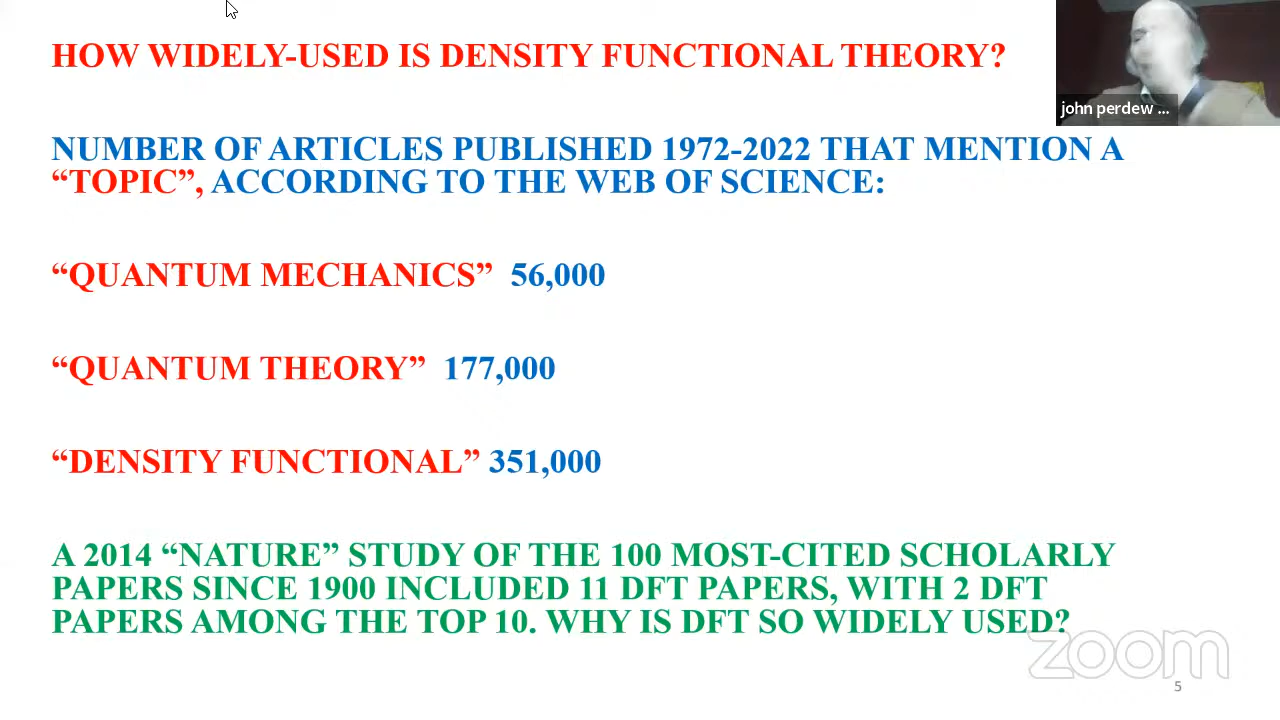 HOW WIDELY-USED IS DENSITY FUNCTIONAL THEORY?
john perdew ...
NUMBER OF ARTICLES PUBLISHED 1972-2022 THAT MENTION A
“TOPIC”, ACCORDING TO THE WEB OF SCIENCE:
“QUANTUM MECHANICS” 56,000
“QUANTUM THEORY” 177,000
“DENSITY FUNCTIONAL” 351,000
A 2014 “NATURE” STUDY OF THE 100 MOST-CITED SCHOLARLY
PAPERS SINCE 1900 INCLUDED 11 DFT PAPERS, WITH 2 DFT
PAPERS AMONG THE TOP 10. WHY IS DFT SO WIDELY USED?
zoom
5